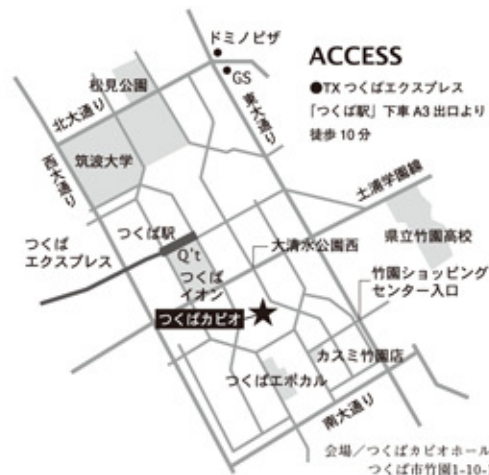 ドミノピザ
GS
ACCESS
●TX つくばエクスプレス
「つくば駅」下車 A3 出口より
徒歩 10 分
松見公園
北大通り
東大通り
筑波大学
西大通り
土浦学園線
つくば駅
つくば
エクスプレス
Q't
大清水公園西
県立竹園高校
つくば
イオン
竹園ショッピング
センター入口
つくばカピオ
カスミ竹園店
つくばエポカル
南大通り
会場／つくばカピオホール
つくば市竹園1-10-